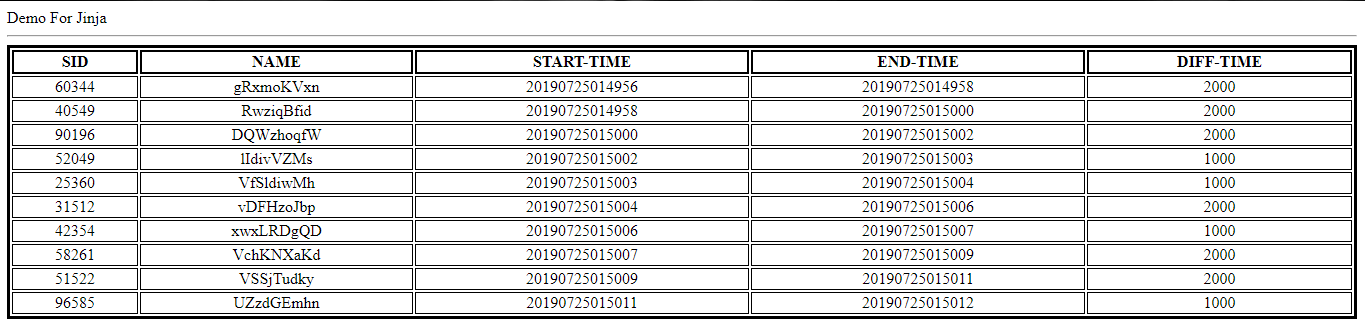 Demo For Jinja
SID NAME START-TIME END-TIME DIFF-TIME
60344 gRxmoKVxn 20190725014956 20190725014958 2000
40549 RwziqBfid 20190725014958 20190725015000 2000
90196 DQWzhoqfW 20190725015000 20190725015002 2000
52049 lIdivVZMs 20190725015002 20190725015003 1000
25360 VfSldiwMh 20190725015003 20190725015004 1000
31512 vDFHzoJbp 20190725015004 20190725015006 2000
42354 xwxLRDgQD 20190725015006 20190725015007 1000
58261 VchKNXaKd 20190725015007 20190725015009 2000
51522 VSSjTudky 20190725015009 20190725015011 2000
96585 UZzdGEmhn 20190725015011 20190725015012 1000